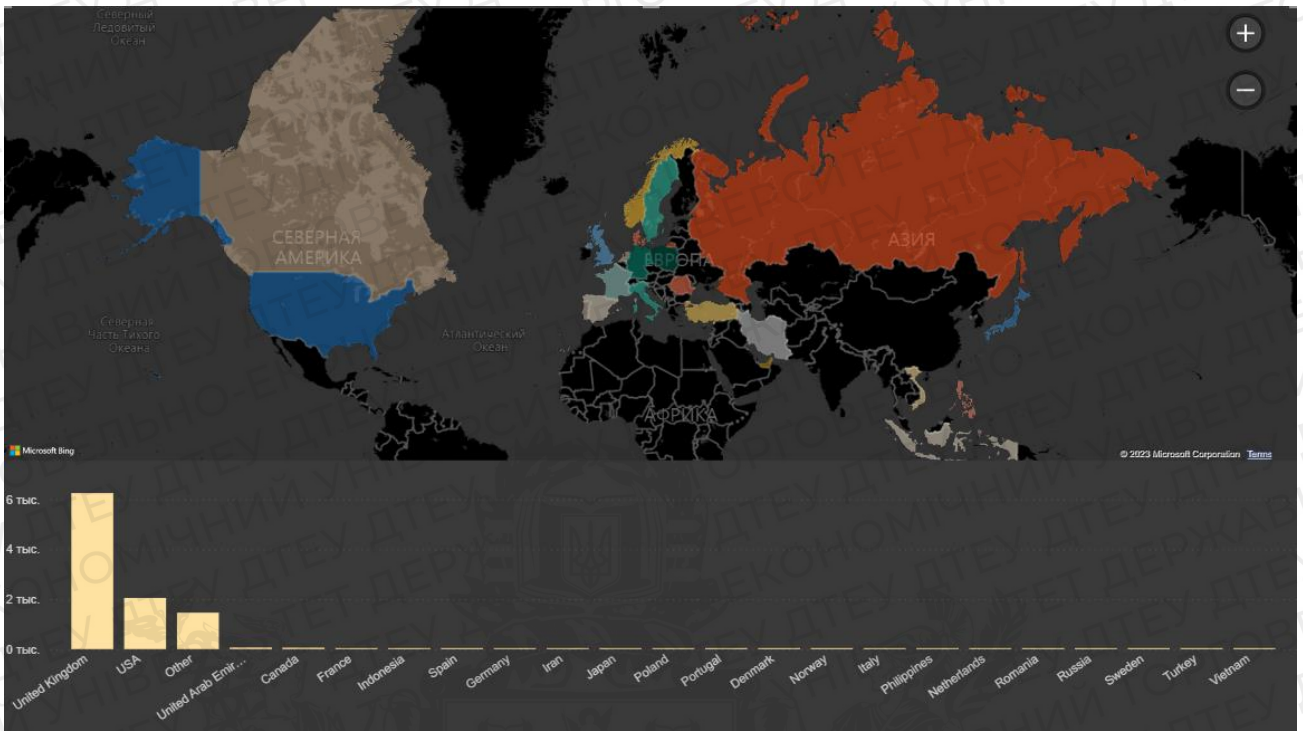 Северный
Ледовитый
Океан
+
−
СЕВЕРНАЯ
АМЕРИКА
ЕВРОПА
АЗИЯ
Северная
Часть Тихого
Океана
Атлантический
Океан
АФРИКА
Microsoft Bing
© 2023 Microsoft Corporation Terms
6 тыс.
4 тыс.
2 тыс.
0 тыс.
United Kingdom
USA
Other
United Arab Emir...
Canada
France
Indonesia
Spain
Germany
Iran
Japan
Poland
Portugal
Denmark
Norway
Italy
Philippines
Netherlands
Romania
Russia
Sweden
Turkey
Vietnam